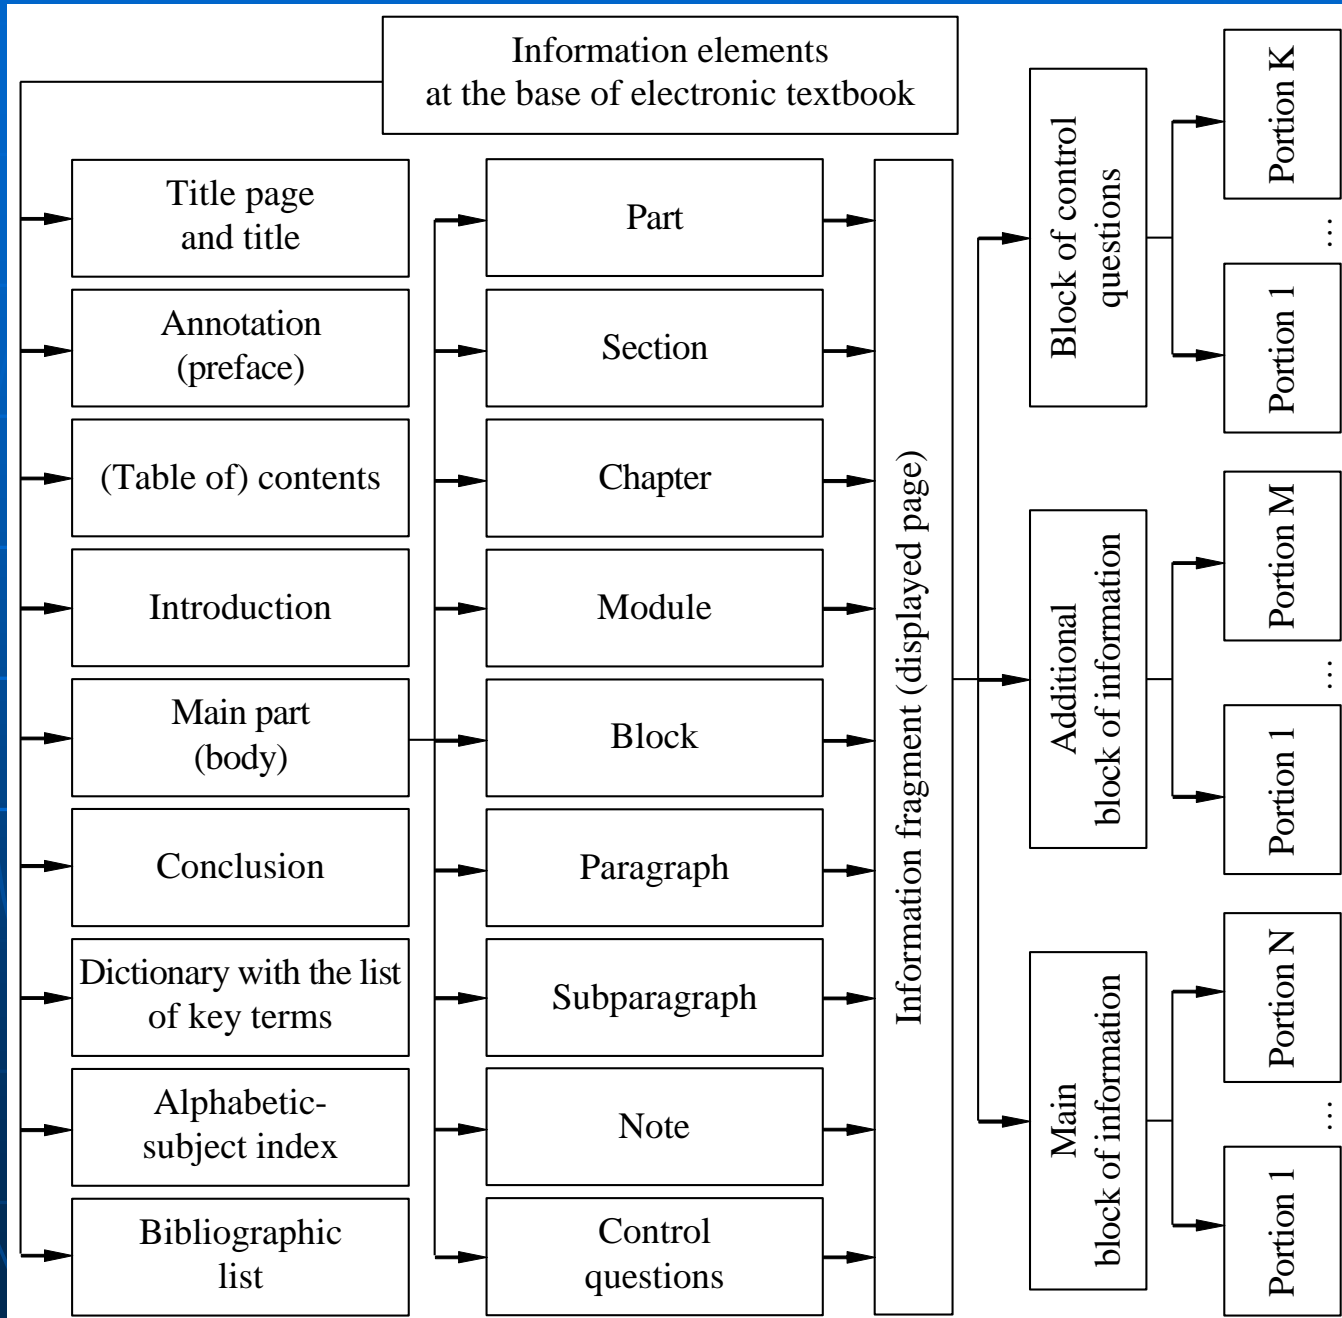 Information elements
at the base of electronic textbook
Title page
and title
Annotation
(preface)
(Table of) contents
Introduction
Main part
(body)
Conclusion
Dictionary with the list
of key terms
Alphabetic-
subject index
Bibliographic
list
Part
Section
Chapter
Module
Block
Paragraph
Subparagraph
Note
Control
questions
Information fragment (displayed page)
Block of control
questions
Additional
block of information
Main
block of information
Portion K
…
Portion 1
Portion M
…
Portion 1
Portion N
…
Portion 1